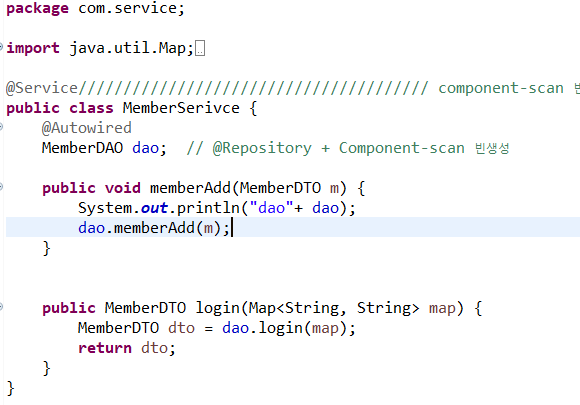 package com.service;
import java.util.Map;
@Service/////////////////////////////////////// component-scan
public class MemberSerivce {
@Autowired
MemberDAO dao;  // @Repository + Component-scan 빈생성
public void memberAdd(MemberDTO m) {
System.out.println("dao"+ dao);
dao.memberAdd(m);
}
public MemberDTO login(Map<String, String> map) {
MemberDTO dto = dao.login(map);
return dto;
}
}